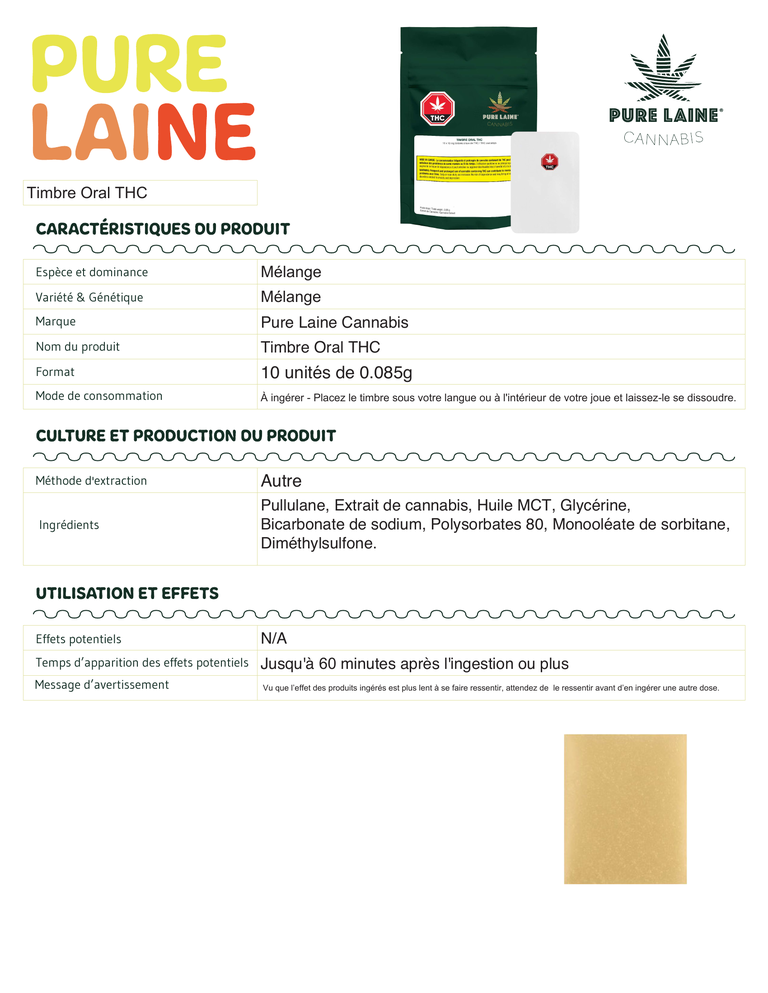 PURE
LAINE
THC
PURE LAINE
CANNABIS
TIMBRE ORAL THC
THC
PURE LAINE
CANNABIS
Timbre Oral THC
CARACTÉRISTIQUES DU PRODUIT
Espèce et dominance Mélange
Variété & Génétique Mélange
Marque Pure Laine Cannabis
Nom du produit Timbre Oral THC
Format 10 unités de 0.085g
Mode de consommation À ingérer - Placez le timbre sous votre langue ou à l'intérieur de votre joue et laissez-le se dissoudre.
CULTURE ET PRODUCTION DU PRODUIT
Méthode d'extraction Autre
Ingrédients Pullulane, Extrait de cannabis, Huile MCT, Glycérine,
Bicarbonate de sodium, Polysorbates 80, Monooléate de sorbitane,
Diméthylsulfone.
UTILISATION ET EFFETS
Effets potentiels N/A
Temps d’apparition des effets potentiels Jusqu'à 60 minutes après l'ingestion ou plus
Message d’avertissement Vu que l’effet des produits ingérés est plus lent à se faire ressentir, attendez de le ressentir avant d’en ingérer une autre dose.